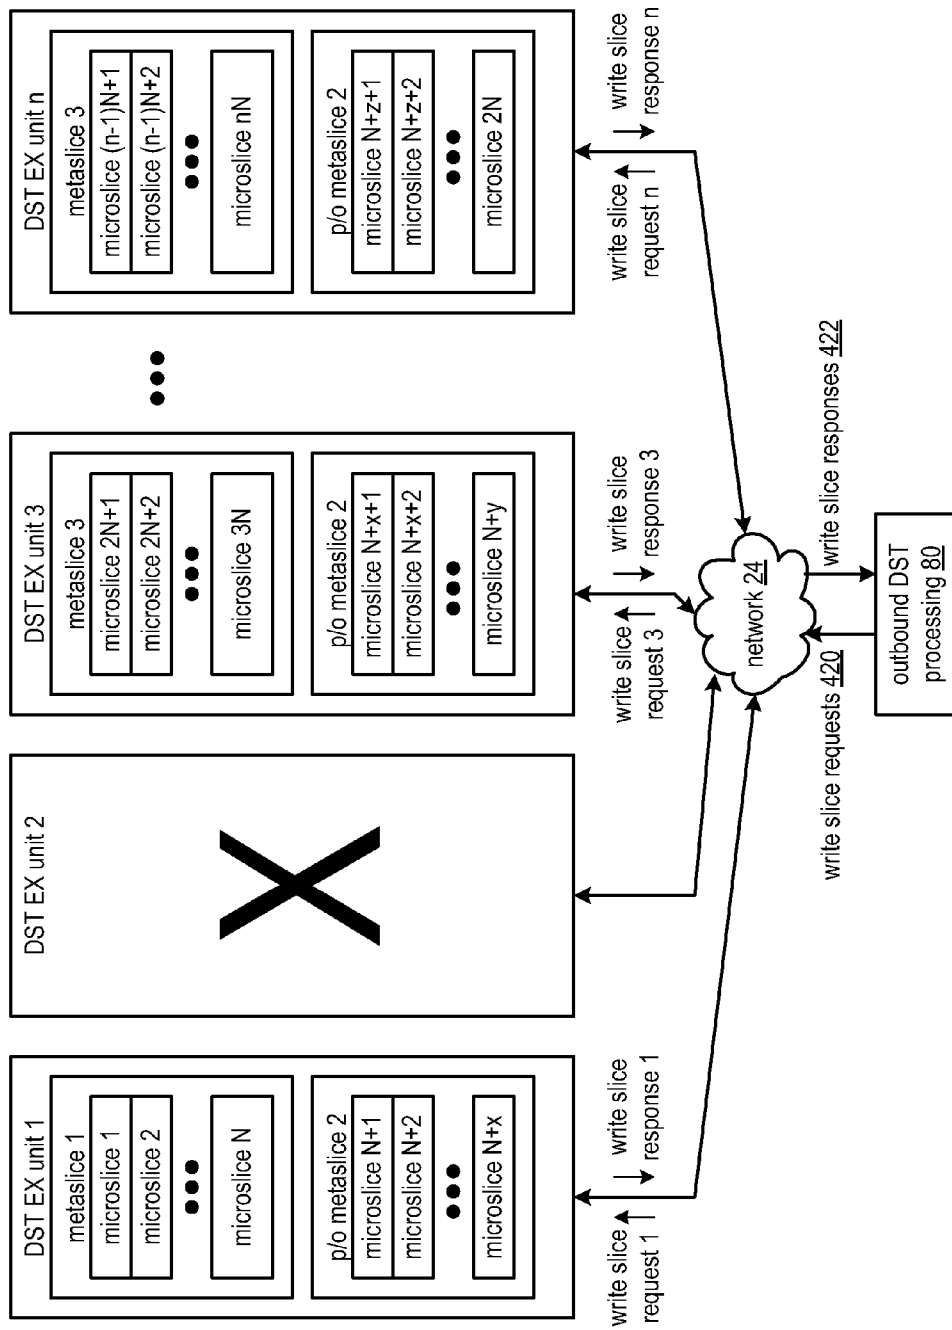 DST EX unit 1
metaslice 1
microslice 1
microslice 2
microslice N
p/o metaslice 2
microslice N+1
microslice N+2
microslice N+x
write slice
request 1
write slice
response 1
DST EX unit 2
DST EX unit 3
metaslice 3
microslice 2N+1
microslice 2N+2
microslice 3N
p/o metaslice 2
microslice N+x+1
microslice N+x+2
microslice N+y
write slice
request 3
write slice
response 3
DST EX unit n
metaslice 3
microslice (n-1)N+1
microslice (n-1)N+2
microslice nN
p/o metaslice 2
microslice N+z+1
microslice N+z+2
microslice 2N
write slice
request n
write slice
response n
network 24
write slice requests 420
write slice responses 422
outbound DST
processing 80